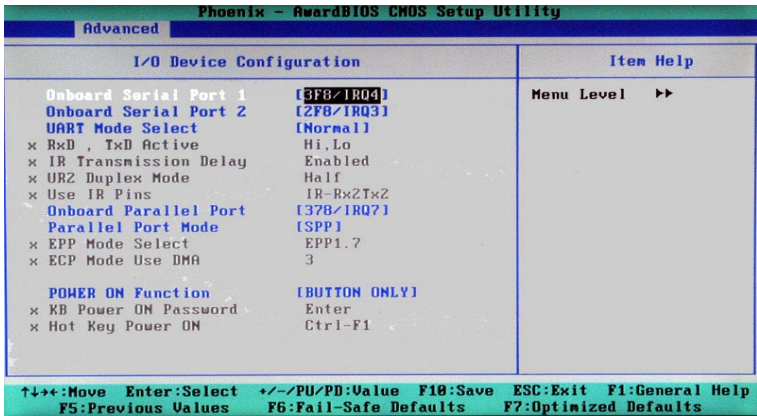 Phoenix - AwardBIOS CMOS Setup Utility
Advanced
I/O Device Configuration
Item Help
Onboard Serial Port 1 [3F8/IRQ4]
Menu Level ►►
Onboard Serial Port 2 [2F8/IRQ3]
UART Mode Select [Normal]
x RxD , TxD Active Hi,Lo
x IR Transmission Delay Enabled
x UR2 Duplex Mode Half
x Use IR Pins IR-Rx2Tx2
Onboard Parallel Port [378/IRQ7]
Parallel Port Mode [SPP]
x EPP Mode Select EPP1.7
x ECP Mode Use DMA 3
POWER ON Function [BUTTON ONLY]
x KB Power ON Password Enter
x Hot Key Power ON Ctrl-F1
↑↓→←:Move Enter:Select +/-/PU/PD:Value F10:Save ESC:Exit F1:General Help
F5:Previous Values F6:Fail-Safe Defaults F7:Optimized Defaults